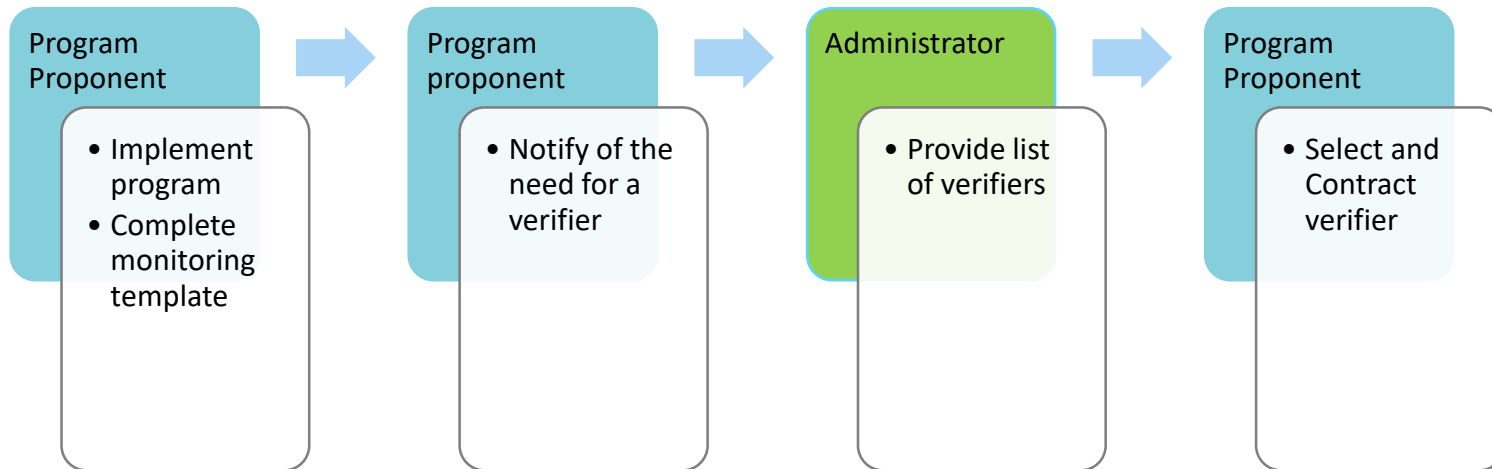 Program
Proponent
• Implement
program
• Complete
monitoring
template
Program
proponent
• Notify of the
need for a
verifier
Administrator
• Provide list
of verifiers
Program
Proponent
• Select and
Contract
verifier